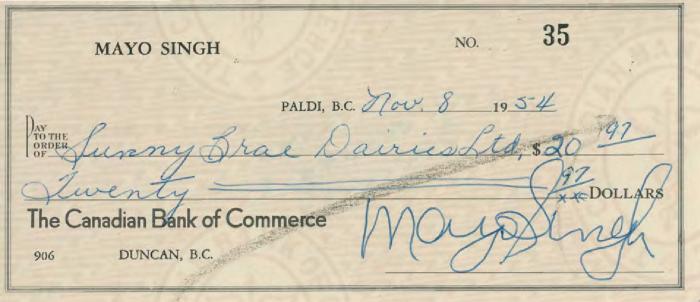 MAYO SINGH NO. 35
PALDI, B.C. Nov. 8 1954
PAY TO THE ORDER OF Sunny Brae Dairies Ltd, $20 97
Twenty 97 xx DOLLARS
The Canadian Bank of Commerce
906 DUNCAN, B.C.
Mayo Singh